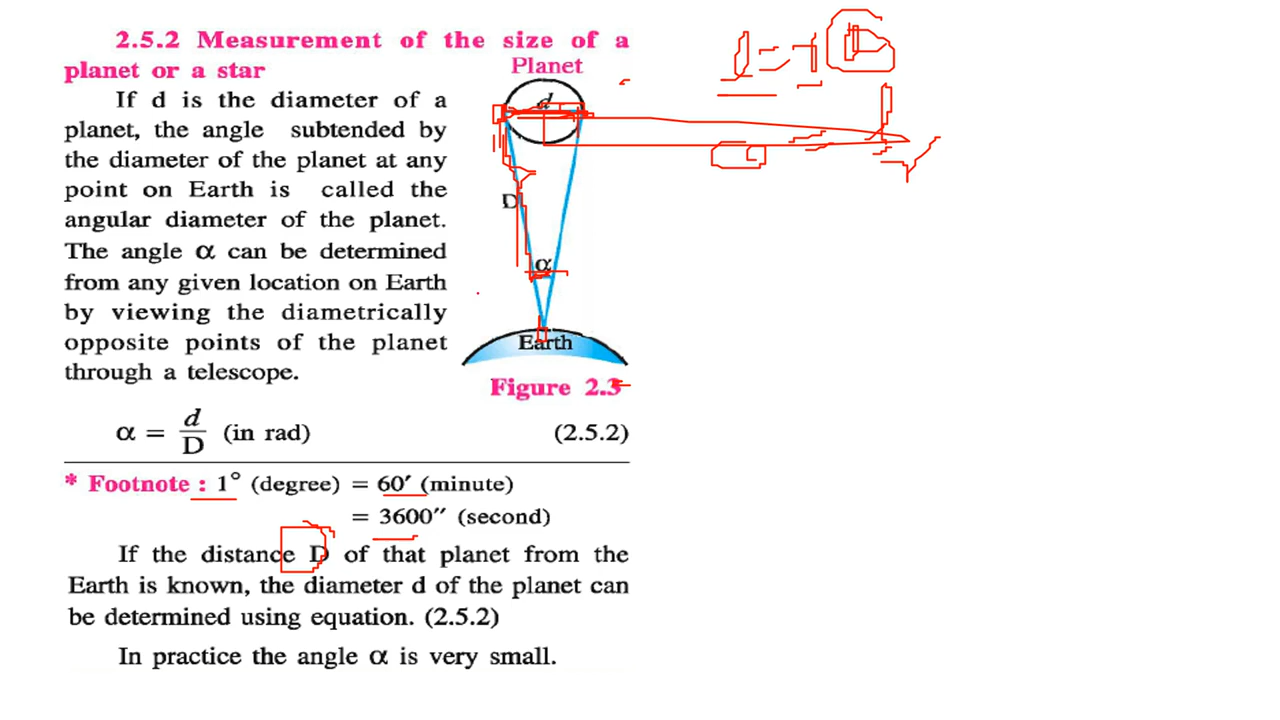 2.5.2 Measurement of the size of a
planet or a star
If d is the diameter of a
planet, the angle subtended by
the diameter of the planet at any
point on Earth is called the
angular diameter of the planet.
The angle α can be determined
from any given location on Earth
by viewing the diametrically
opposite points of the planet
through a telescope.
Planet
d
D
α
Earth
Figure 2.3
α = d/D (in rad) (2.5.2)
* Footnote : 1° (degree) = 60′ (minute)
= 3600″ (second)
If the distance D of that planet from the
Earth is known, the diameter d of the planet can
be determined using equation. (2.5.2)
In practice the angle α is very small.